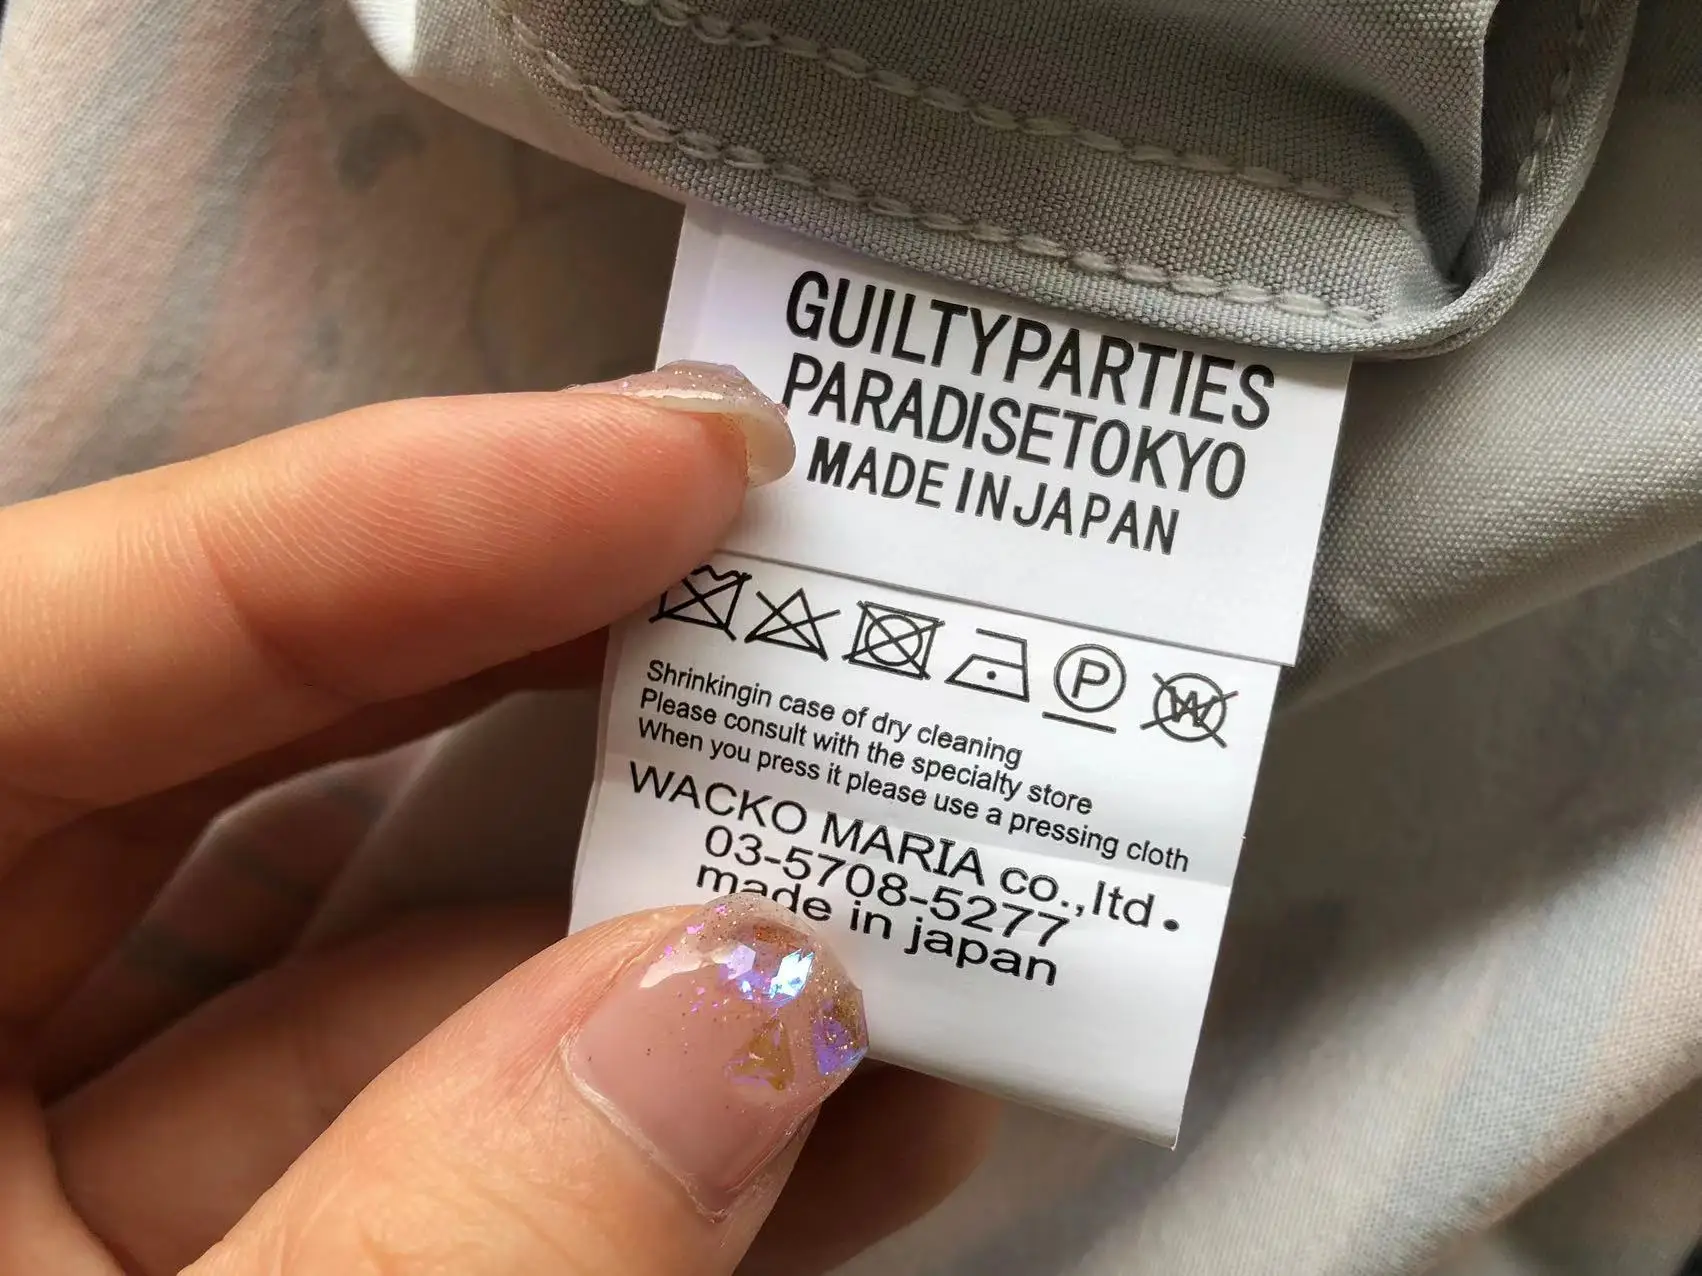 GUILTYPARTIES
PARADISETOKYO
MADE IN JAPAN
P W
Shrinkingin case of dry cleaning
Please consult with the specialty store
When you press it please use a pressing cloth
WACKO MARIA co.,ltd.
03-5708-5277
made in japan